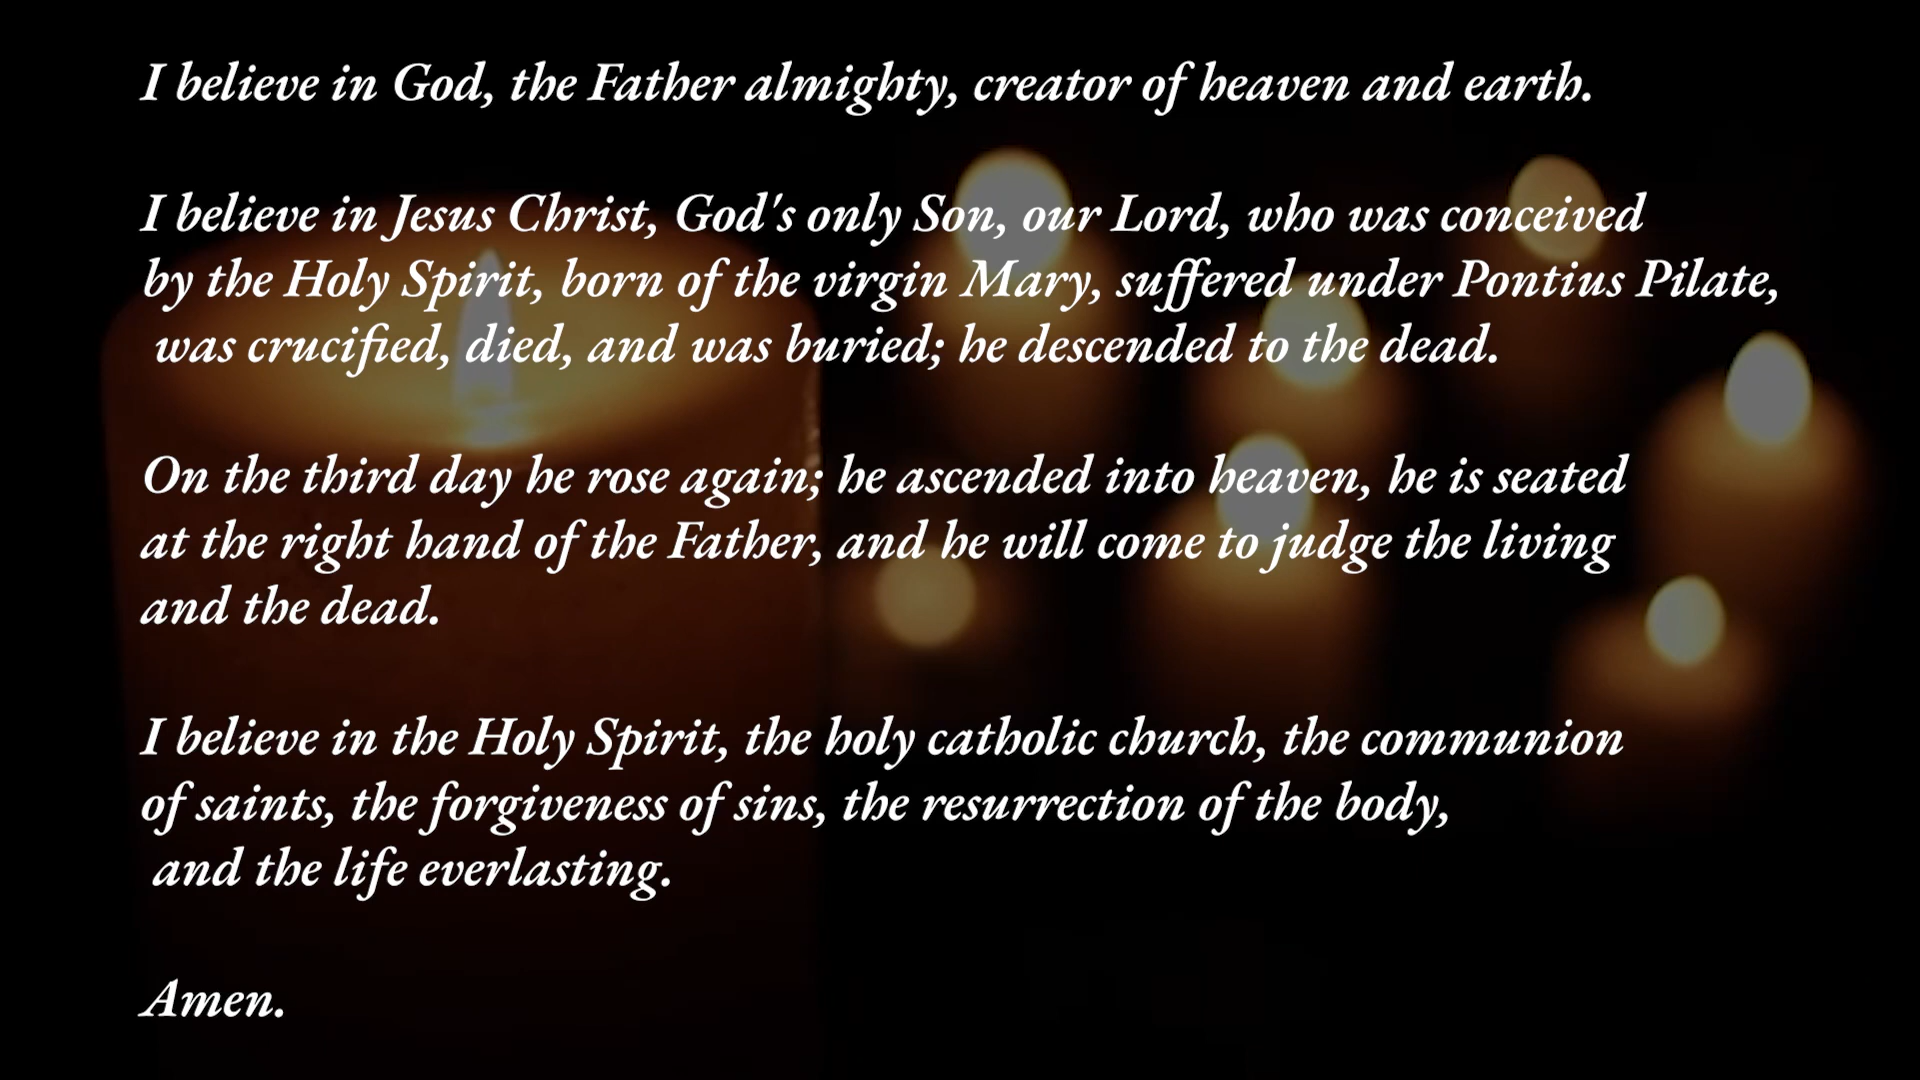 I believe in God, the Father almighty, creator of heaven and earth.
I believe in Jesus Christ, God's only Son, our Lord, who was conceived
by the Holy Spirit, born of the virgin Mary, suffered under Pontius Pilate,
was crucified, died, and was buried; he descended to the dead.
On the third day he rose again; he ascended into heaven, he is seated
at the right hand of the Father, and he will come to judge the living
and the dead.
I believe in the Holy Spirit, the holy catholic church, the communion
of saints, the forgiveness of sins, the resurrection of the body,
and the life everlasting.
Amen.